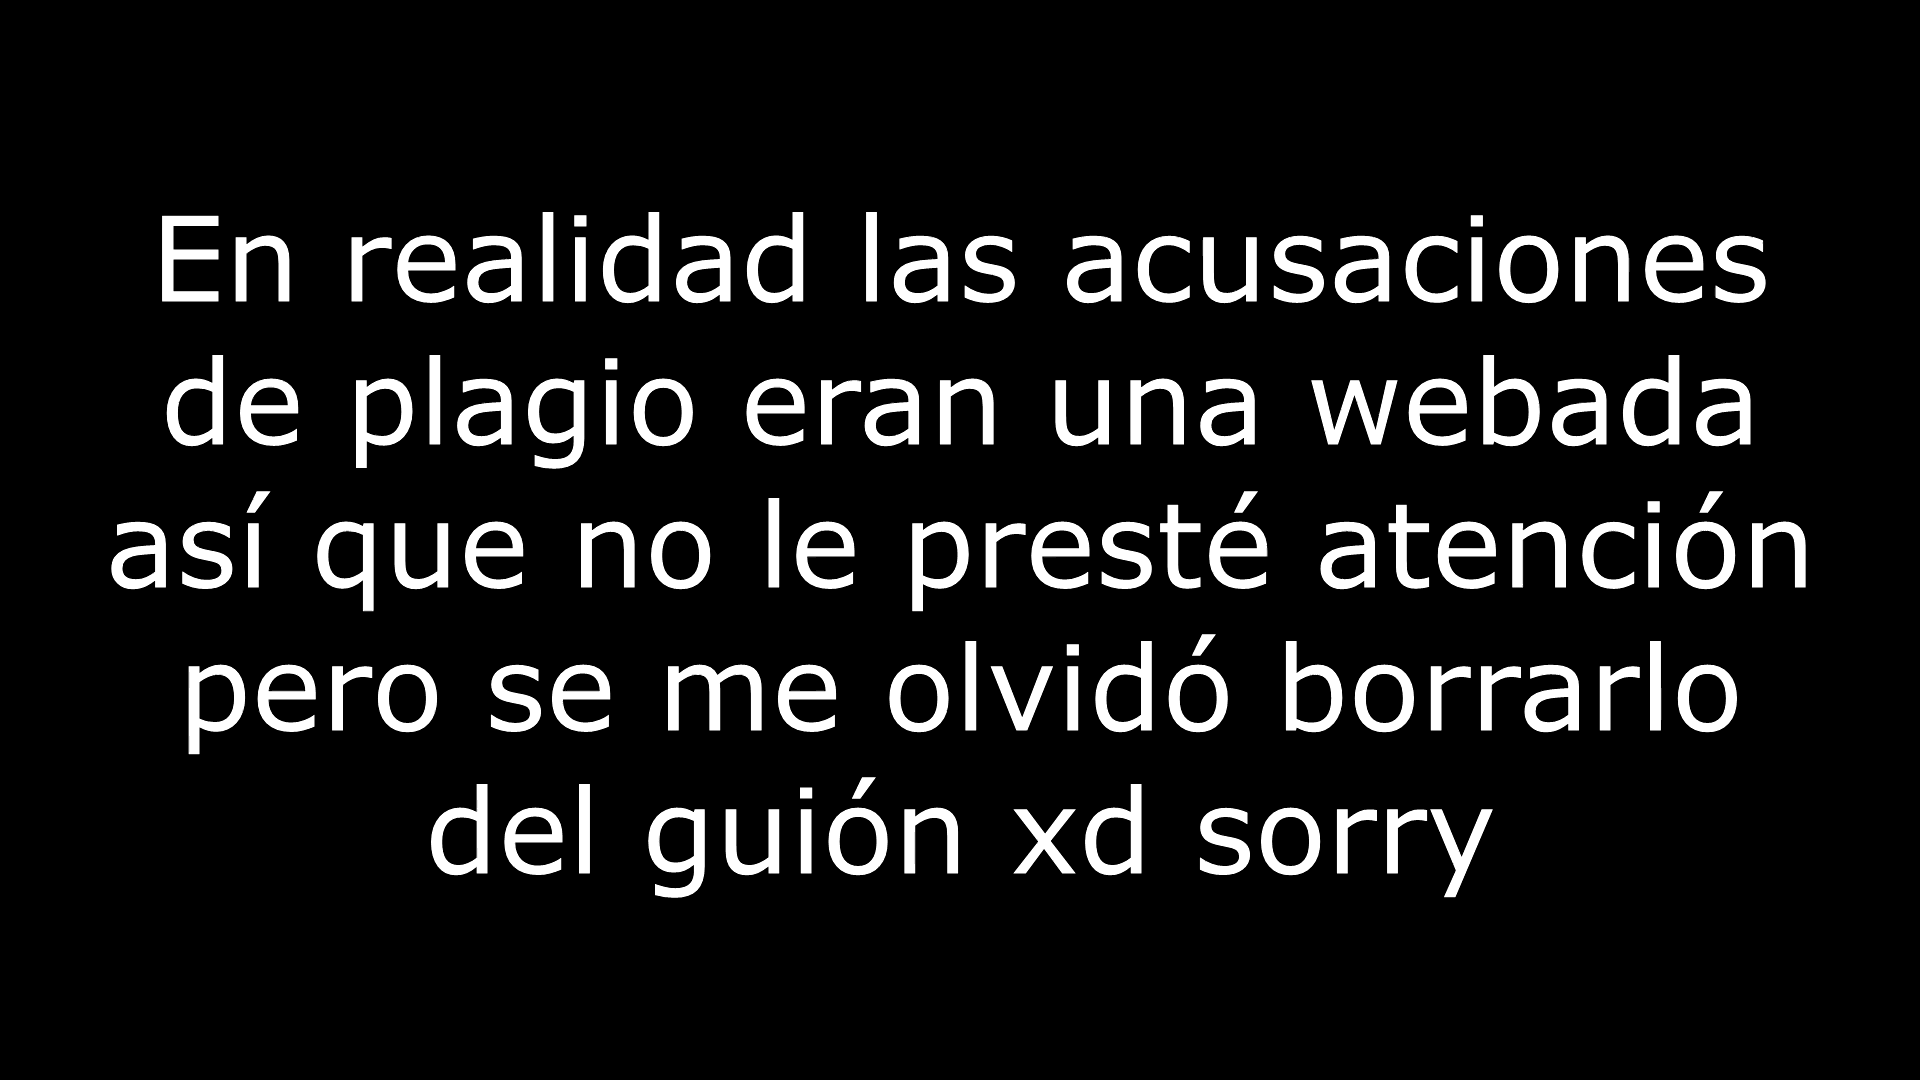 En realidad las acusaciones
de plagio eran una webada
así que no le presté atención
pero se me olvidó borrarlo
del guión xd sorry